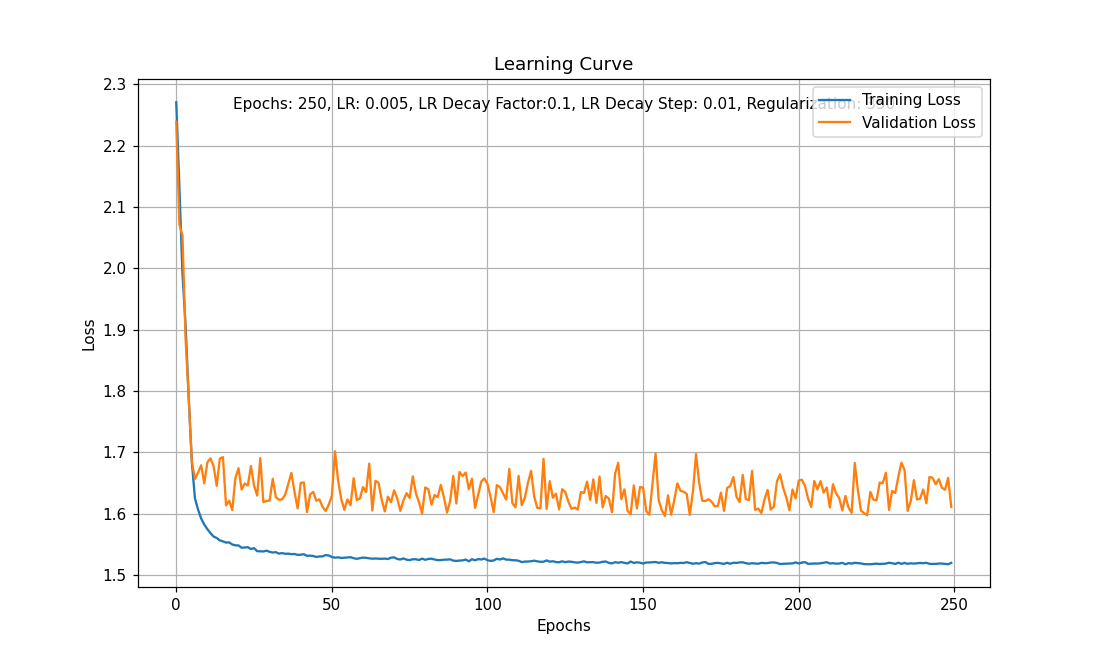 Learning Curve
2.3
Epochs: 250, LR: 0.005, LR Decay Factor:0.1, LR Decay Step: 0.01, Regularization:
Training Loss
Validation Loss
2.2
2.1
2.0
1.9
1.8
1.7
1.6
1.5
Loss
0 50 100 150 200 250
Epochs